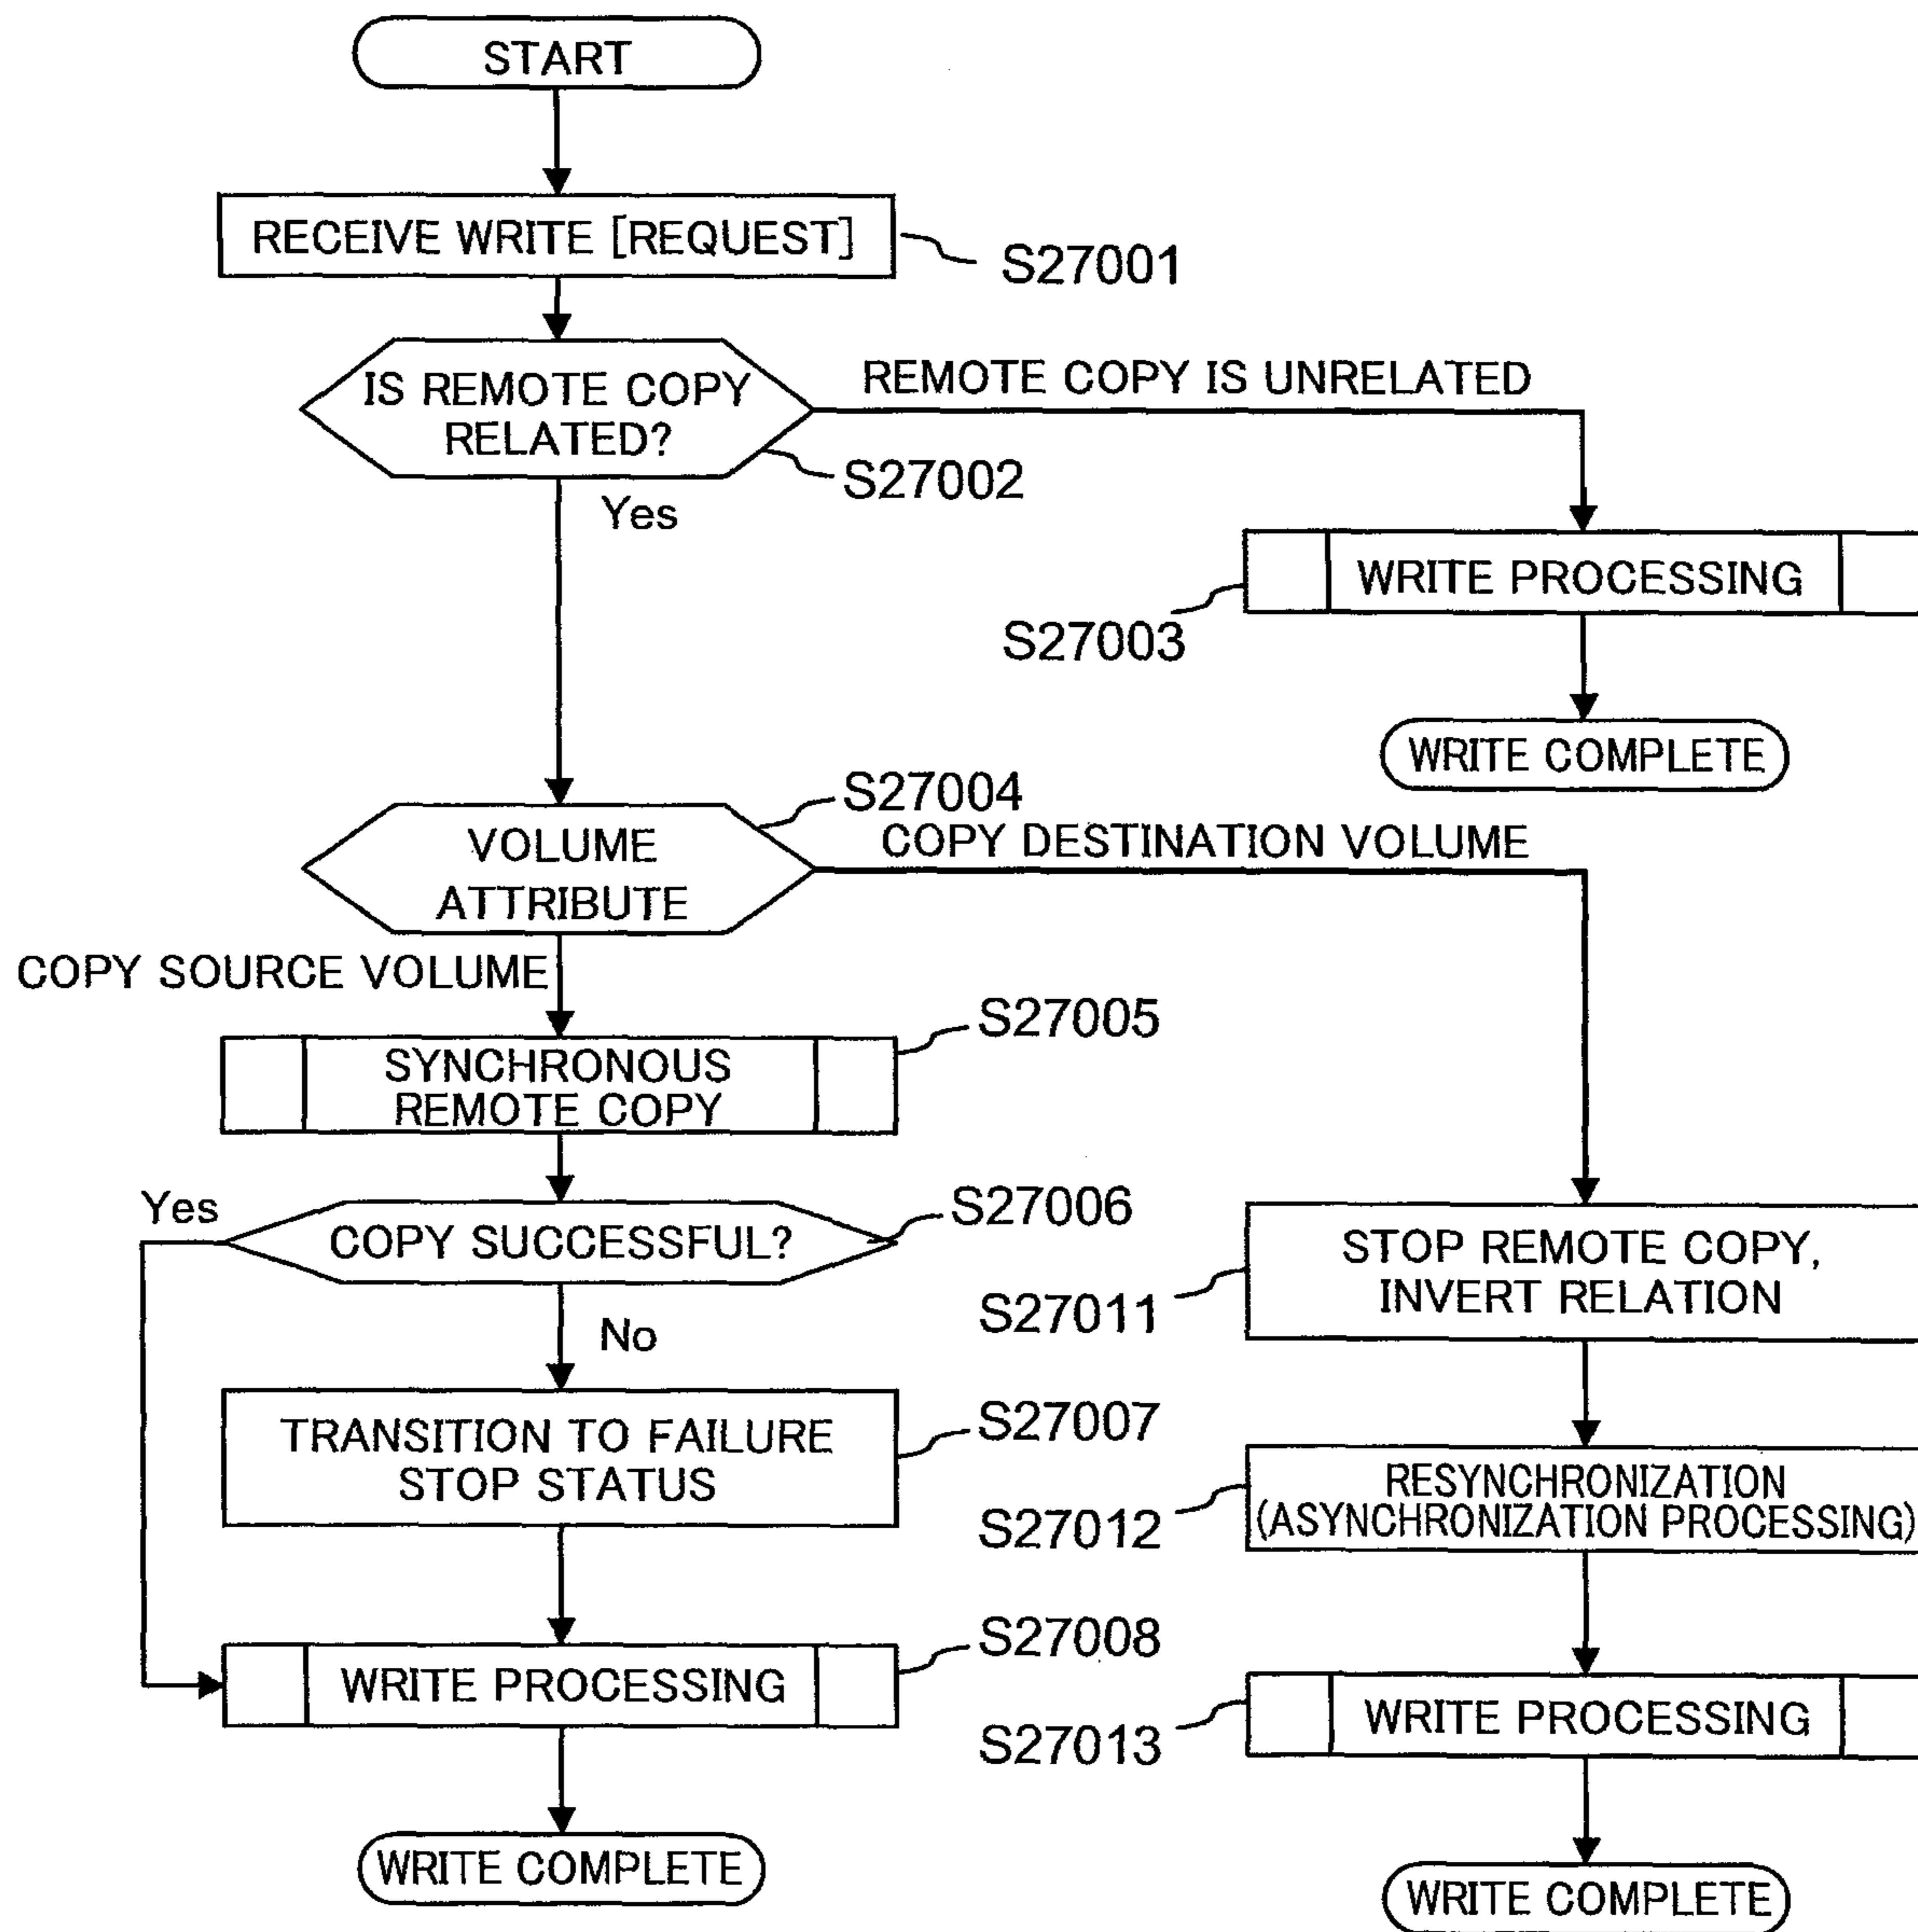 START
RECEIVE WRITE [REQUEST]
S27001
IS REMOTE COPY
RELATED?
REMOTE COPY IS UNRELATED
S27002
Yes
WRITE PROCESSING
S27003
WRITE COMPLETE
S27004
VOLUME
ATTRIBUTE
COPY DESTINATION VOLUME
COPY SOURCE VOLUME
S27005
SYNCHRONOUS
REMOTE COPY
Yes
S27006
COPY SUCCESSFUL?
No
TRANSITION TO FAILURE
STOP STATUS
S27007
S27008
WRITE PROCESSING
WRITE COMPLETE
STOP REMOTE COPY,
INVERT RELATION
S27011
RESYNCHRONIZATION
(ASYNCHRONIZATION PROCESSING)
S27012
WRITE PROCESSING
S27013
WRITE COMPLETE